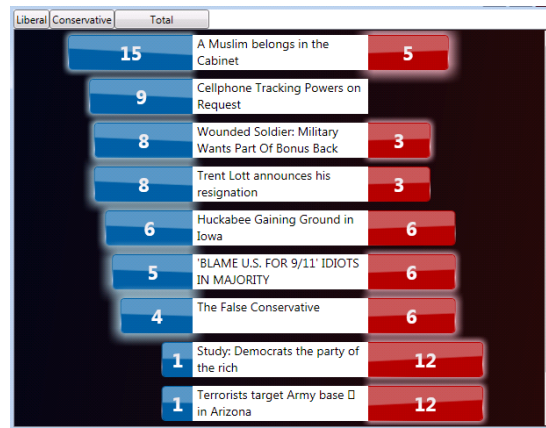 Liberal Conservative Total
15 A Muslim belongs in the 5
Cabinet
9 Cellphone Tracking Powers on
Request
8 Wounded Soldier: Military 3
Wants Part Of Bonus Back
8 Trent Lott announces his 3
resignation
6 Huckabee Gaining Ground in 6
Iowa
5 'BLAME U.S. FOR 9/11' IDIOTS 6
IN MAJORITY
4 The False Conservative 6
1 Study: Democrats the party of 12
the rich
1 Terrorists target Army base ▯ 12
in Arizona